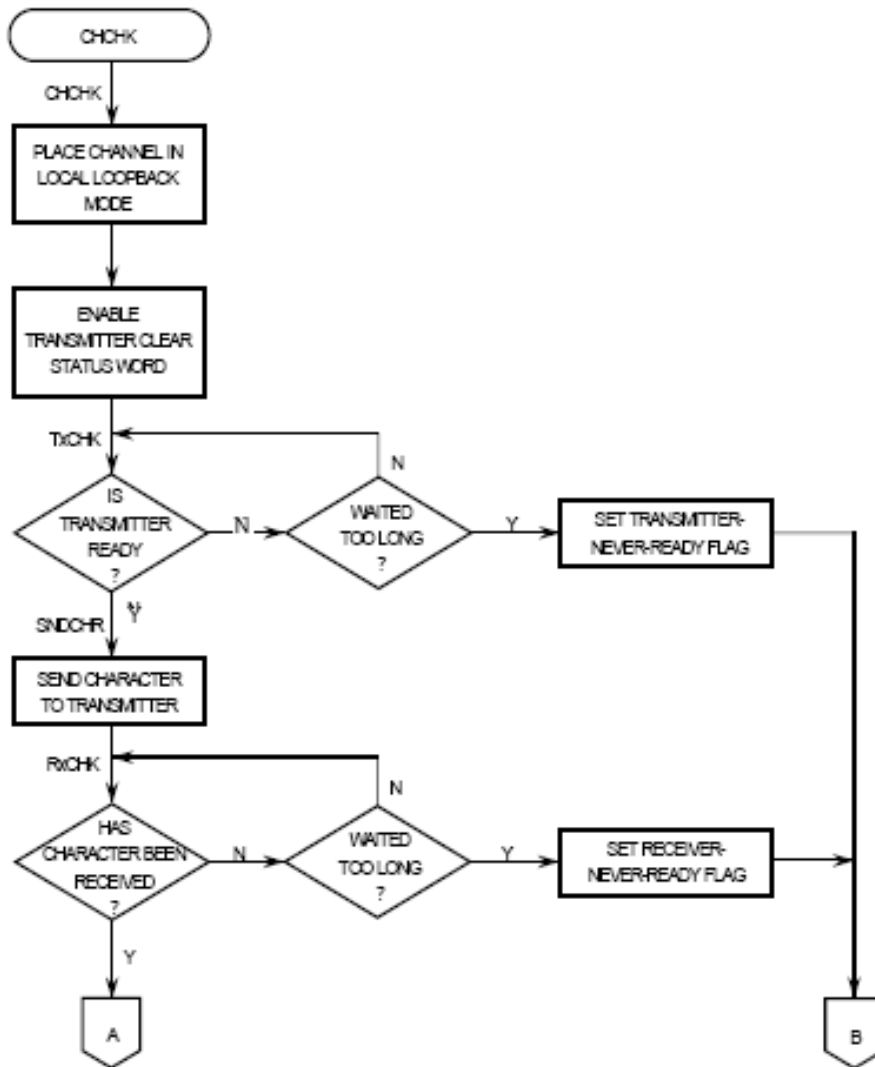 CHCHK
CHCHK
PLACE CHANNEL IN
LOCAL LOOPBACK
MODE
ENABLE
TRANSMITTER CLEAR
STATUS WORD
TxCHK
N
IS
TRANSMITTER
READY
?
N
WAITED
TOO LONG
?
Y
SET TRANSMITTER-
NEVER-READY FLAG
Y
SNDCHR
SEND CHARACTER
TO TRANSMITTER
RxCHK
N
HAS
CHARACTER BEEN
RECEIVED
?
N
WAITED
TOO LONG
?
Y
SET RECEIVER-
NEVER-READY FLAG
Y
A
B